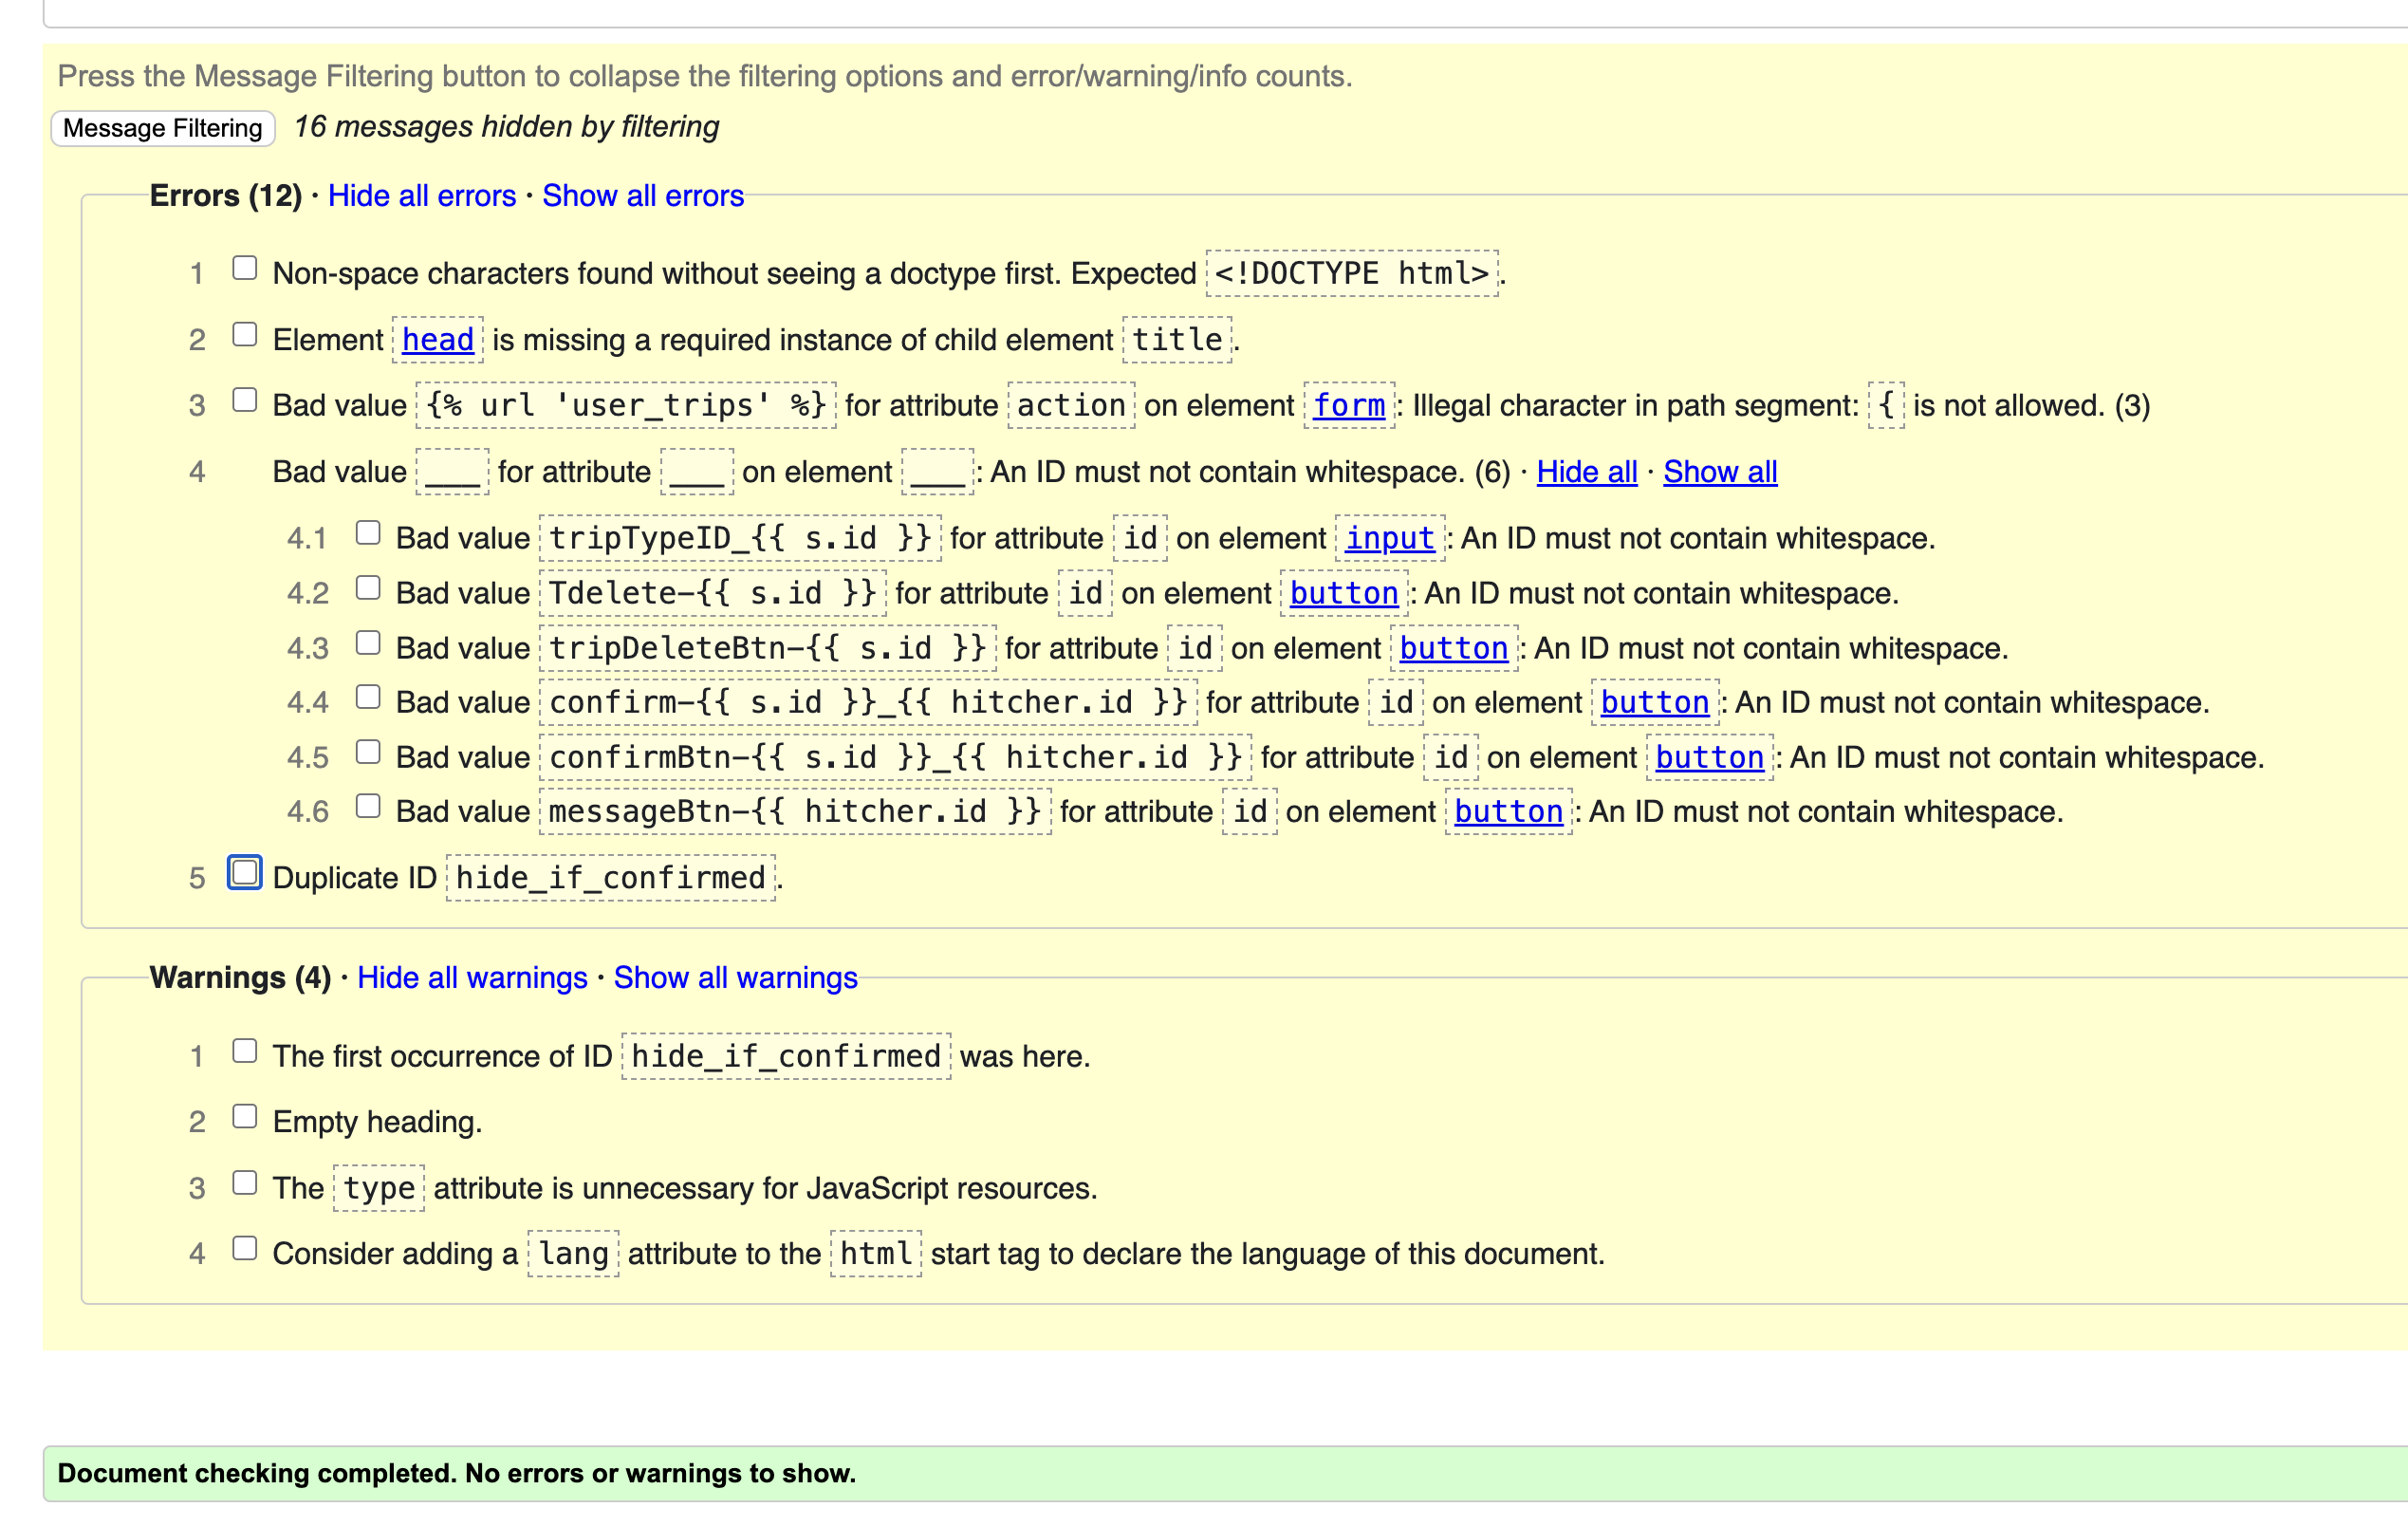 Press the Message Filtering button to collapse the filtering options and error/warning/info counts.
Message Filtering 16 messages hidden by filtering
Errors (12) · Hide all errors · Show all errors
1 Non-space characters found without seeing a doctype first. Expected <!DOCTYPE html>.
2 Element head is missing a required instance of child element title.
3 Bad value {% url 'user_trips' %} for attribute action on element form: Illegal character in path segment: { is not allowed. (3)
4 Bad value ___ for attribute ___ on element ___: An ID must not contain whitespace. (6) · Hide all · Show all
4.1 Bad value tripTypeID_{{ s.id }} for attribute id on element input: An ID must not contain whitespace.
4.2 Bad value Tdelete-{{ s.id }} for attribute id on element button: An ID must not contain whitespace.
4.3 Bad value tripDeleteBtn-{{ s.id }} for attribute id on element button: An ID must not contain whitespace.
4.4 Bad value confirm-{{ s.id }}_{{ hitcher.id }} for attribute id on element button: An ID must not contain whitespace.
4.5 Bad value confirmBtn-{{ s.id }}_{{ hitcher.id }} for attribute id on element button: An ID must not contain whitespace.
4.6 Bad value messageBtn-{{ hitcher.id }} for attribute id on element button: An ID must not contain whitespace.
5 Duplicate ID hide_if_confirmed.
Warnings (4) · Hide all warnings · Show all warnings
1 The first occurrence of ID hide_if_confirmed was here.
2 Empty heading.
3 The type attribute is unnecessary for JavaScript resources.
4 Consider adding a lang attribute to the html start tag to declare the language of this document.
Document checking completed. No errors or warnings to show.